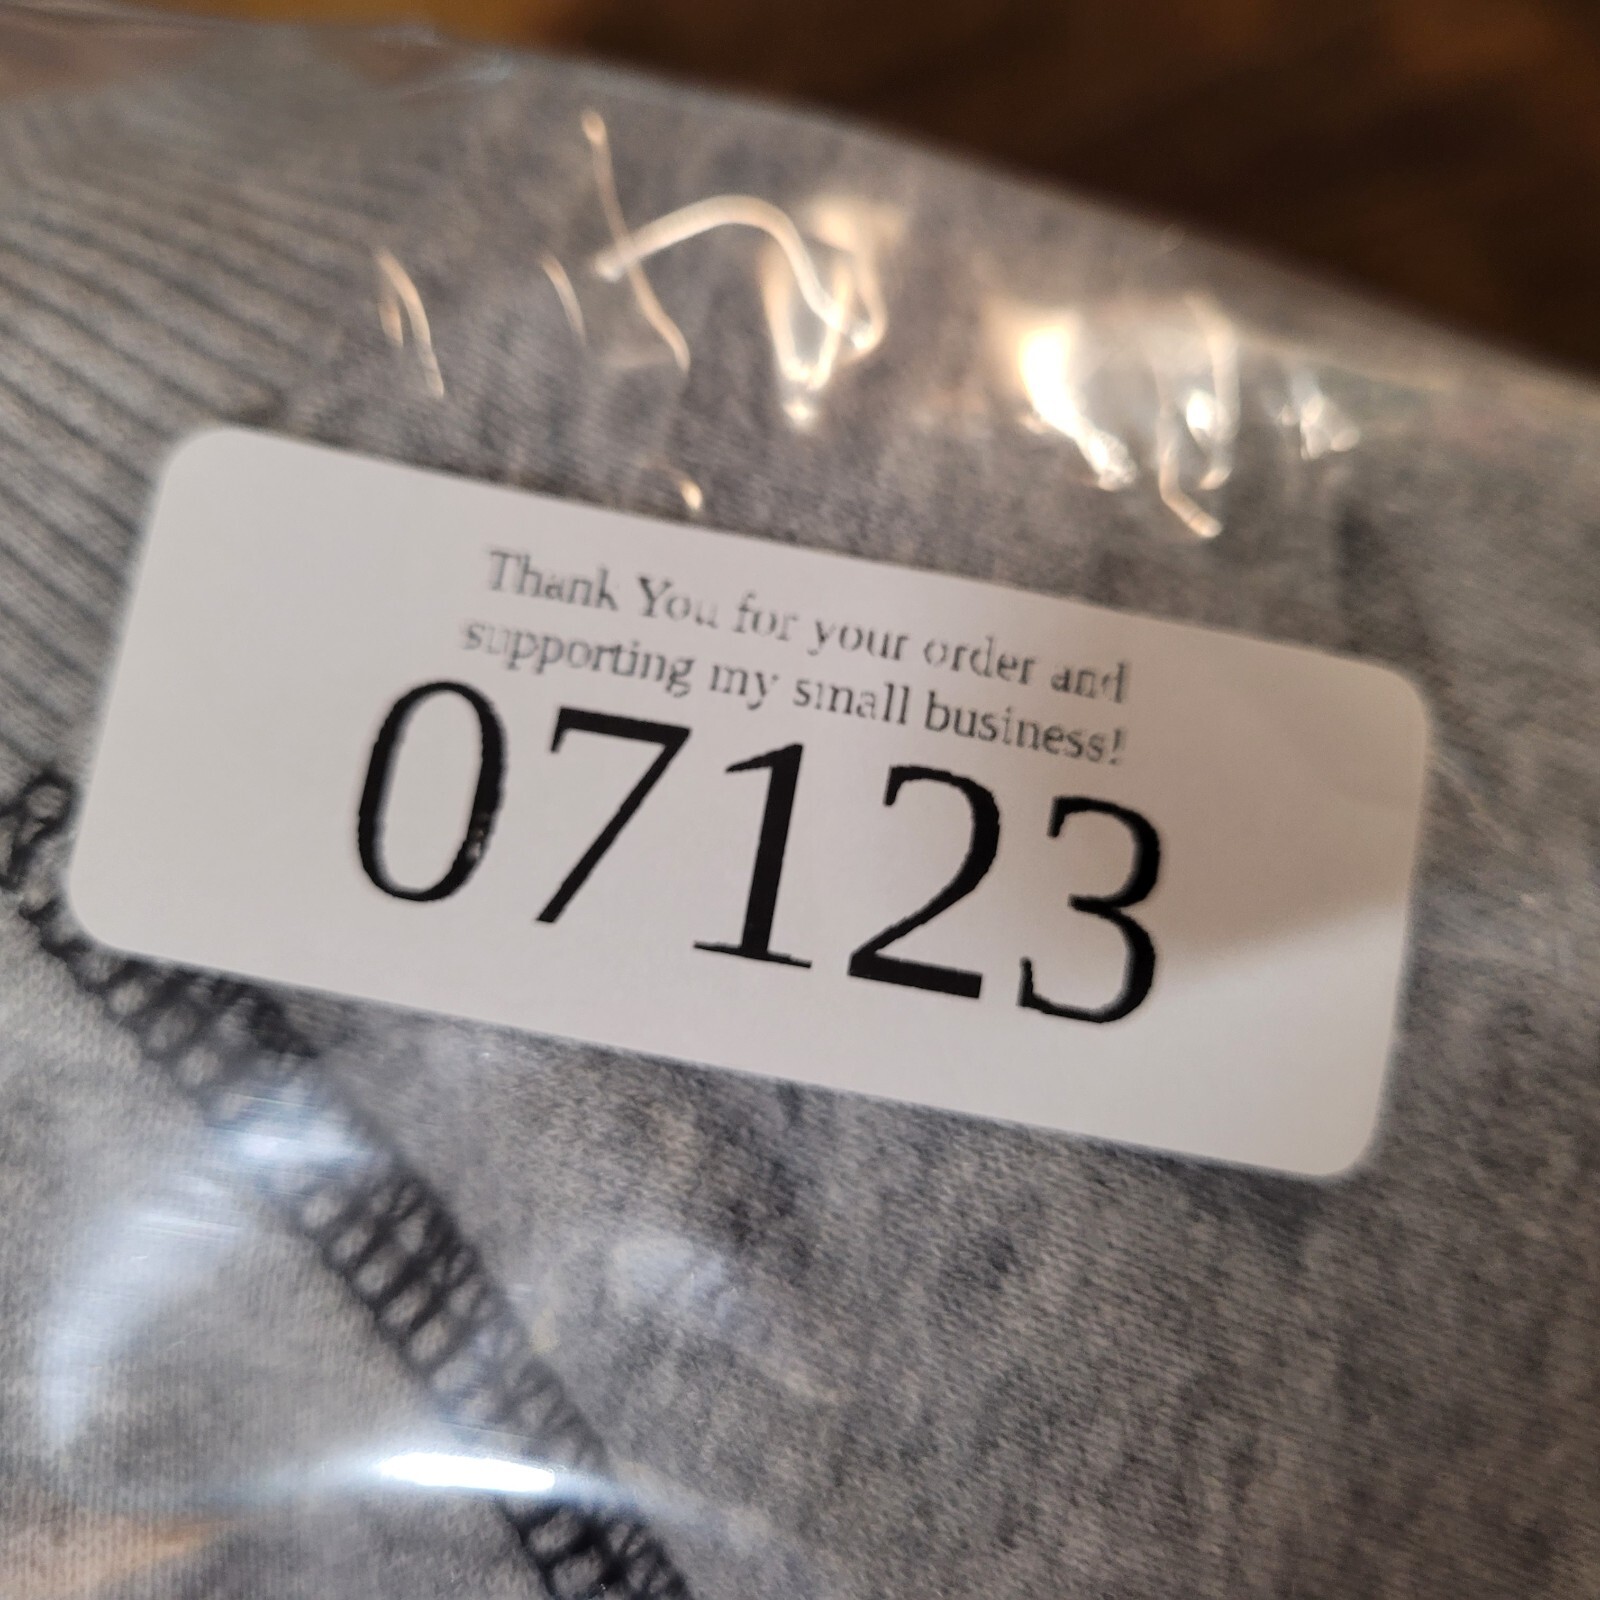 Thank You for your order and
supporting my small business!
07123